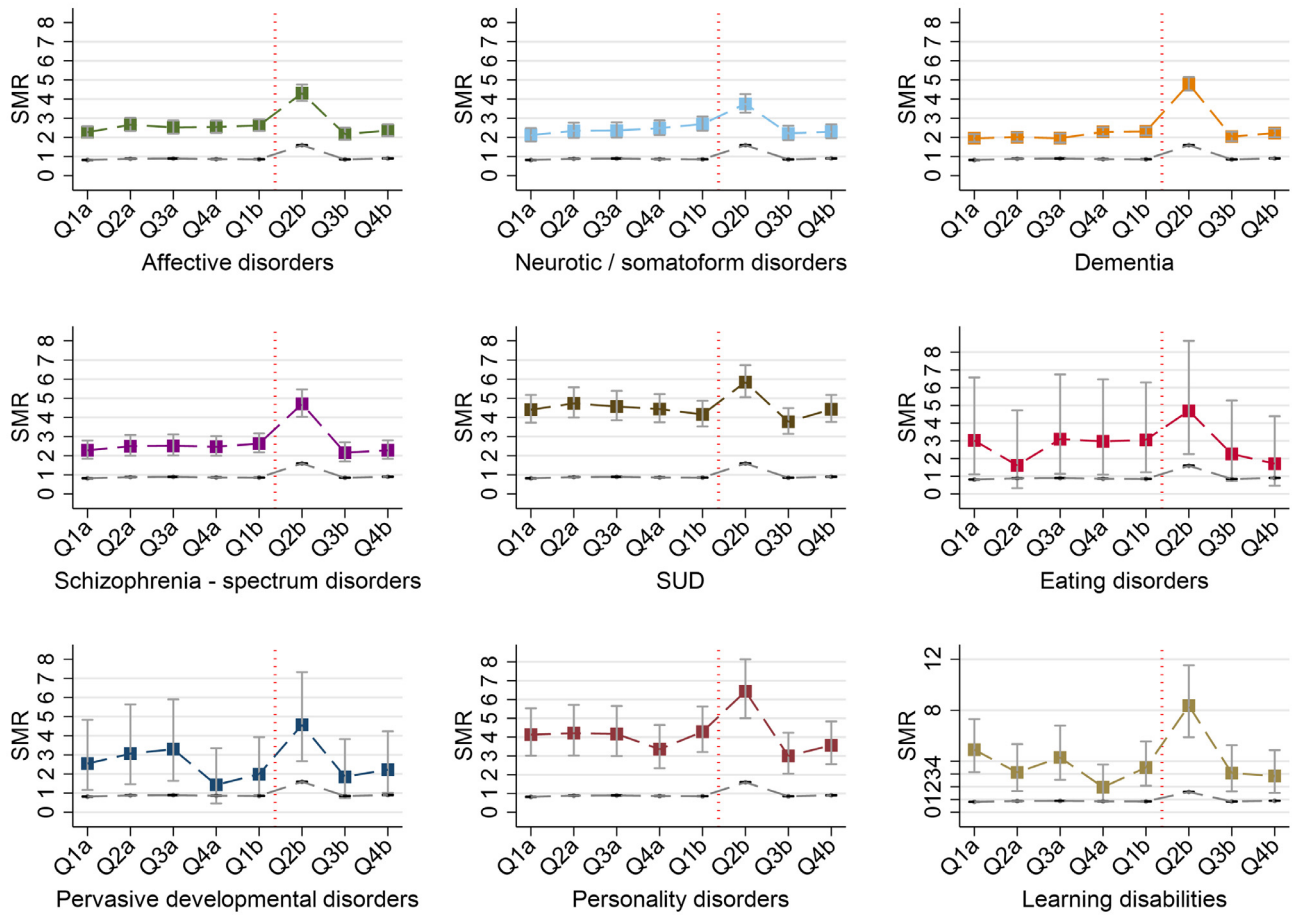 SMR
0 1 2 3 4 5 6 7 8
Q1a Q2a Q3a Q4a Q1b Q2b Q3b Q4b
Affective disorders
SMR
0 1 2 3 4 5 6 7 8
Q1a Q2a Q3a Q4a Q1b Q2b Q3b Q4b
Neurotic / somatoform disorders
SMR
0 1 2 3 4 5 6 7 8
Q1a Q2a Q3a Q4a Q1b Q2b Q3b Q4b
Dementia
SMR
0 1 2 3 4 5 6 7 8
Q1a Q2a Q3a Q4a Q1b Q2b Q3b Q4b
Schizophrenia - spectrum disorders
SMR
0 1 2 3 4 5 6 7 8
Q1a Q2a Q3a Q4a Q1b Q2b Q3b Q4b
SUD
SMR
0 1 2 3 4 5 6 7 8
Q1a Q2a Q3a Q4a Q1b Q2b Q3b Q4b
Eating disorders
SMR
0 1 2 3 4 5 6 7 8
Q1a Q2a Q3a Q4a Q1b Q2b Q3b Q4b
Pervasive developmental disorders
SMR
0 1 2 3 4 5 6 7 8
Q1a Q2a Q3a Q4a Q1b Q2b Q3b Q4b
Personality disorders
SMR
0 1 2 3 4 8 12
Q1a Q2a Q3a Q4a Q1b Q2b Q3b Q4b
Learning disabilities